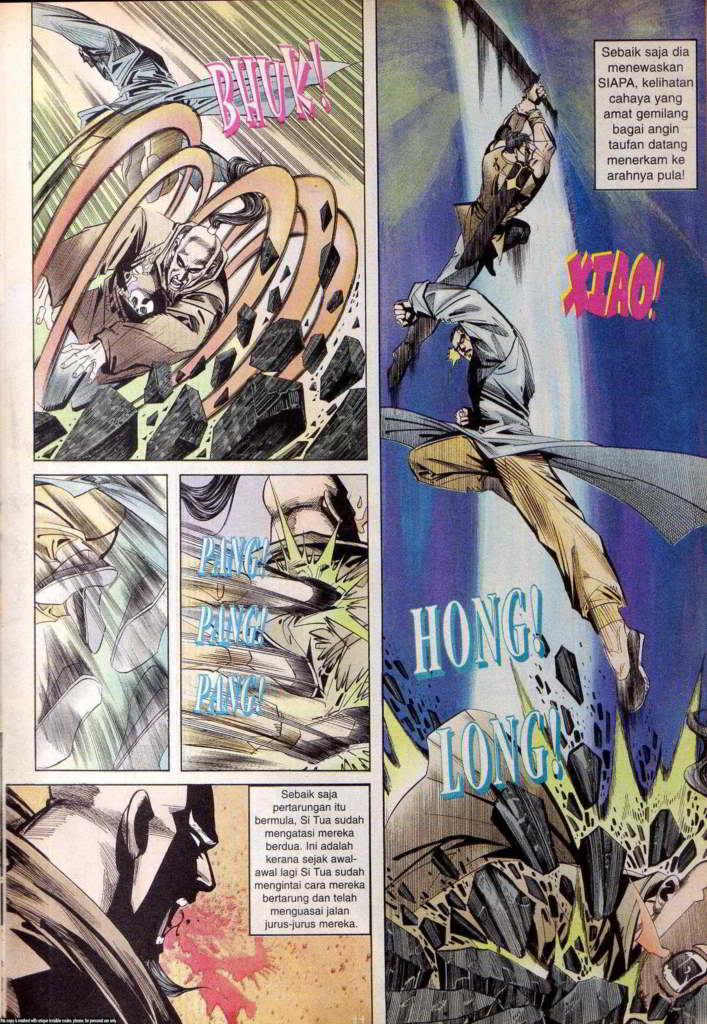 BHUK!
PANG!
PANG!
PANG!
Sebaik saja
pertarungan itu
bermula, Si Tua sudah
mengatasi mereka
berdua. Ini adalah
kerana sejak awal-
awal lagi Si Tua sudah
mengintai cara mereka
bertarung dan telah
menguasai jalan
jurus-jurus mereka.
Sebaik saja dia
menewaskan
SIAPA, kelihatan
cahaya yang
amat gemilang
bagai angin
taufan datang
menerkam ke
arahnya pula!
XIAO!
HONG!
LONG!